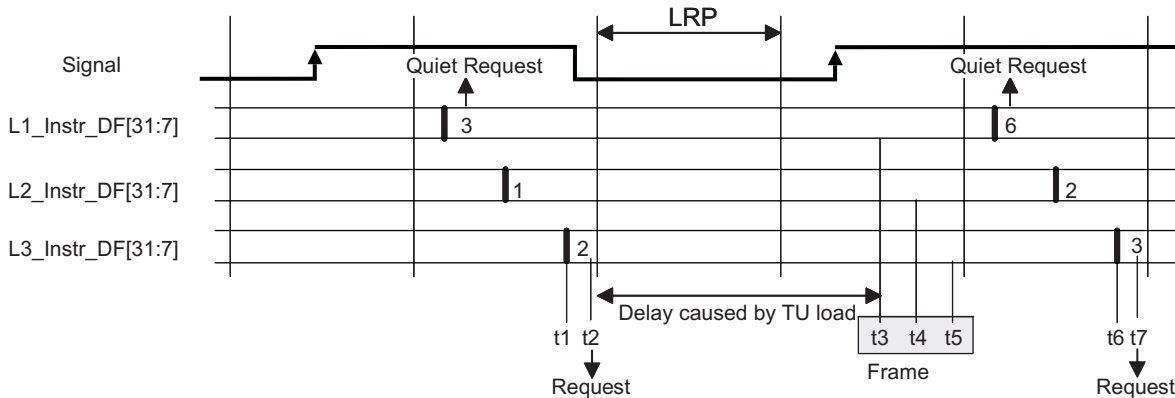 LRP
Signal
Quiet Request
Quiet Request
L1_Instr_DF[31:7]
3
6
L2_Instr_DF[31:7]
1
2
L3_Instr_DF[31:7]
2
3
Delay caused by TU load
t1 t2
t3 t4 t5
t6 t7
Frame
Request
Request